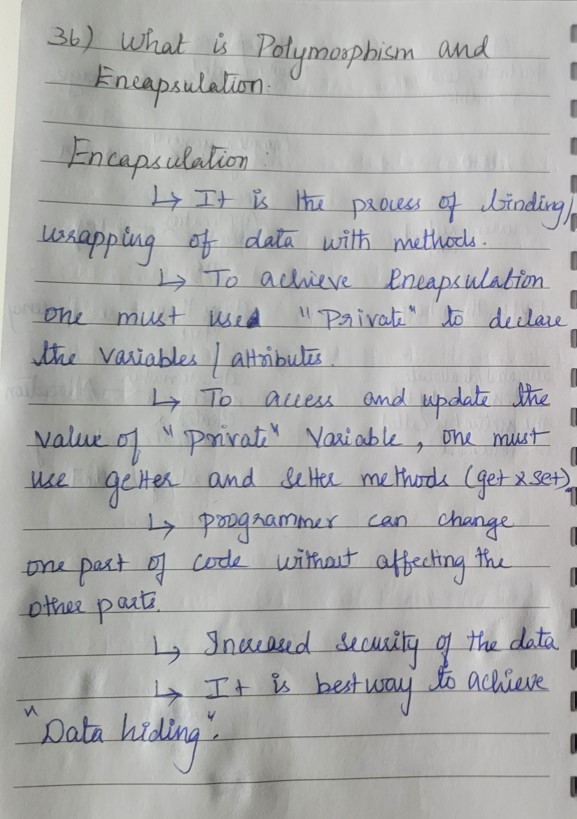 36) What is Polymorphism and
Encapsulation.
Encapsulation :
↳ It is the process of binding/
wrapping of data with methods.
↳ To achieve Encapsulation
one must use "Private" to declare
the variables / attributes.
↳ To access and update the
value of "private" Variable, one must
use getter and setter methods (get & set)
↳ programmer can change
one part of code without affecting the
other parts.
↳ Increased security of the data
↳ It is best way to achieve
"Data hiding".